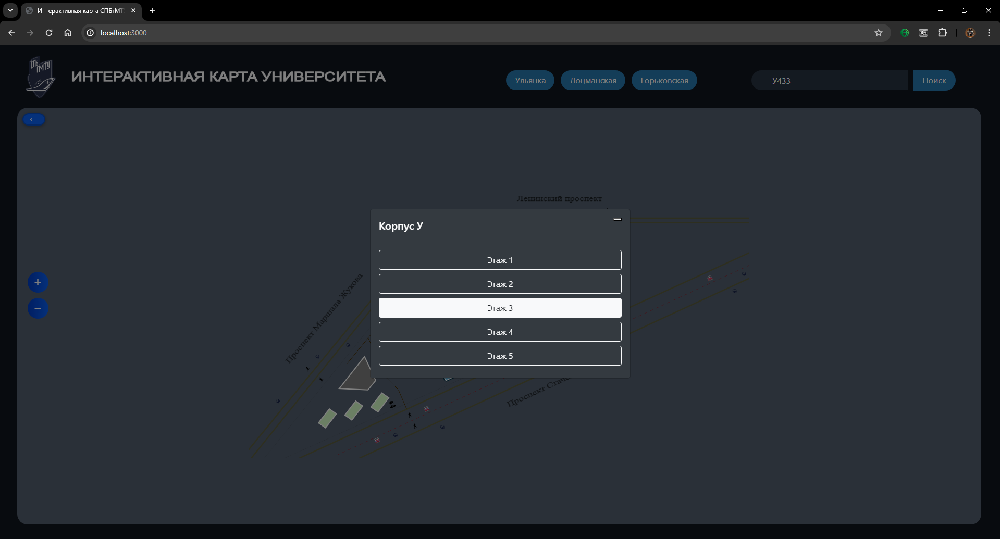 Интерактивная карта СПБгМТ
localhost:3000
СПб
ГМТУ
ИНТЕРАКТИВНАЯ КАРТА УНИВЕРСИТЕТА
Ульянка
Лоцманская
Горьковская
У433
Поиск
←
Ленинский проспект
Корпус У
Этаж 1
Этаж 2
Этаж 3
Этаж 4
Этаж 5
+
−
Проспект Маршала Жукова
Проспект Стаче